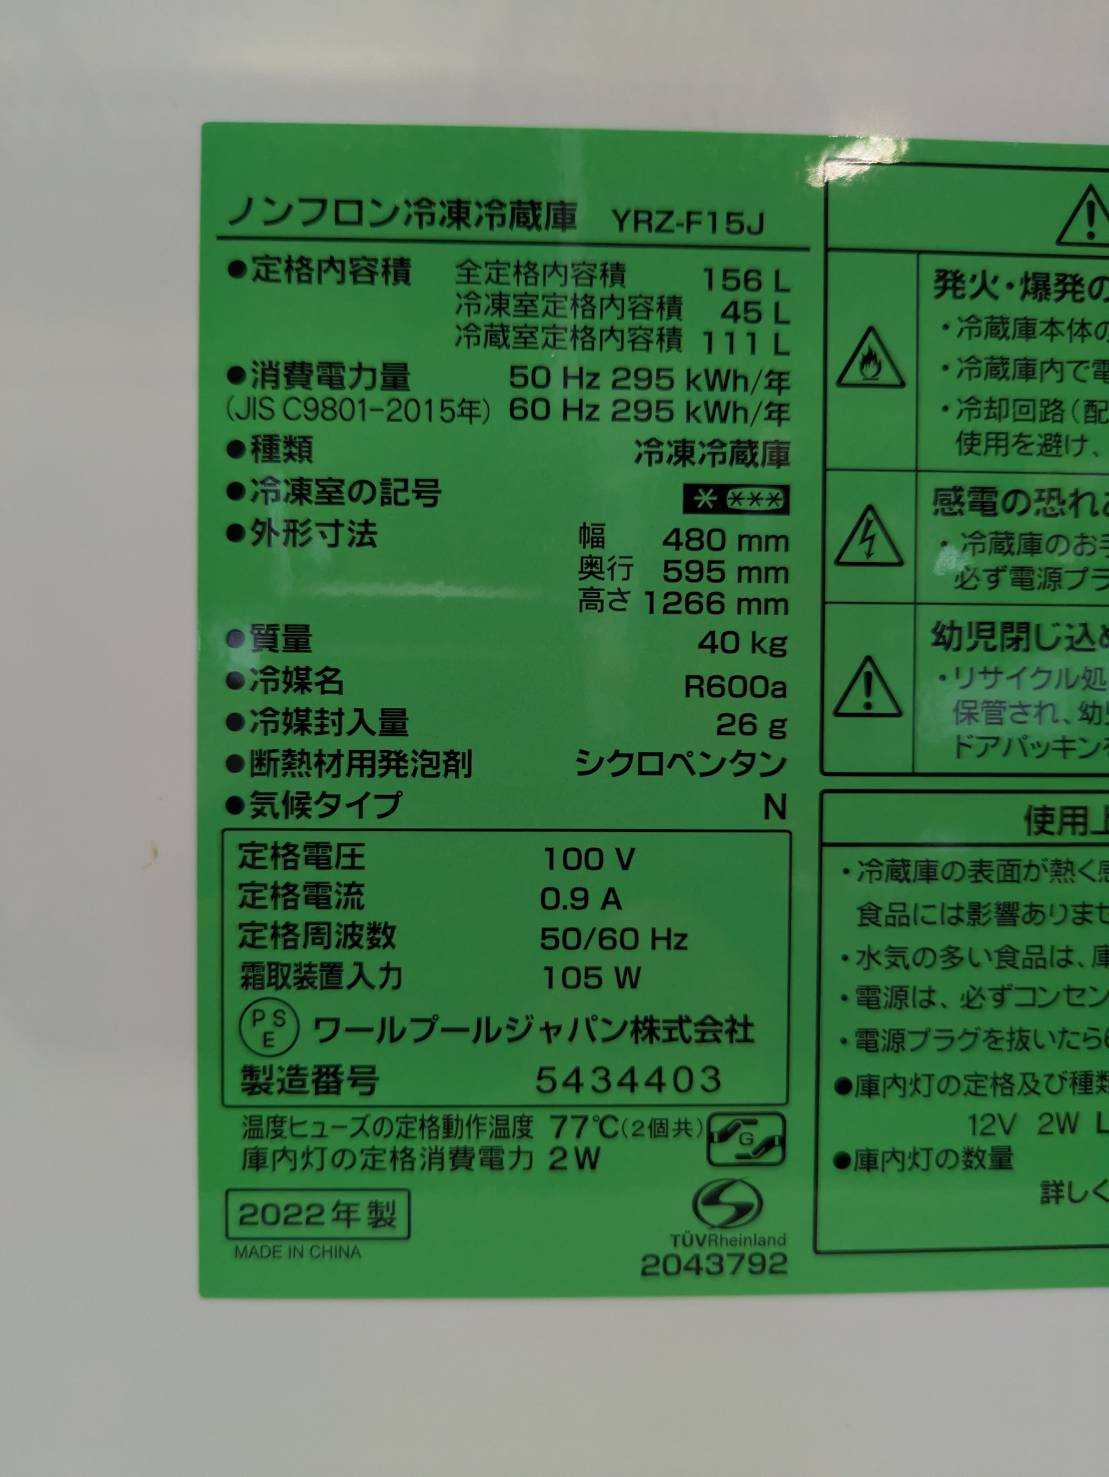 ノンフロン冷凍冷蔵庫 YRZ-F15J
●定格内容積 全定格内容積 156 L
冷凍室定格内容積 45 L
冷蔵室定格内容積 111 L
●消費電力量 50 Hz 295 kWh/年
(JIS C9801-2015年) 60 Hz 295 kWh/年
●種類 冷凍冷蔵庫
●冷凍室の記号 * ***
●外形寸法 幅 480 mm
奥行 595 mm
高さ 1266 mm
●質量 40 kg
●冷媒名 R600a
●冷媒封入量 26 g
●断熱材用発泡剤 シクロペンタン
●気候タイプ N
定格電圧 100 V
定格電流 0.9 A
定格周波数 50/60 Hz
霜取装置入力 105 W
PSE ワールプールジャパン株式会社
製造番号 5434403
温度ヒューズの定格動作温度 77℃(2個共)
G
庫内灯の定格消費電力 2W
2022年製
MADE IN CHINA
TÜVRheinland
2043792
発火・爆発の
・冷蔵庫本体の
・冷蔵庫内で電
・冷却回路(配
使用を避け、
感電の恐れ
・冷蔵庫のお手
必ず電源プラ
幼児閉じ込め
・リサイクル処
保管され、幼
ドアパッキン
使用上
・冷蔵庫の表面が熱く感
食品には影響ありませ
・水気の多い食品は、庫
・電源は、必ずコンセン
・電源プラグを抜いたら
●庫内灯の定格及び種類
12V 2W L
●庫内灯の数量
詳しく